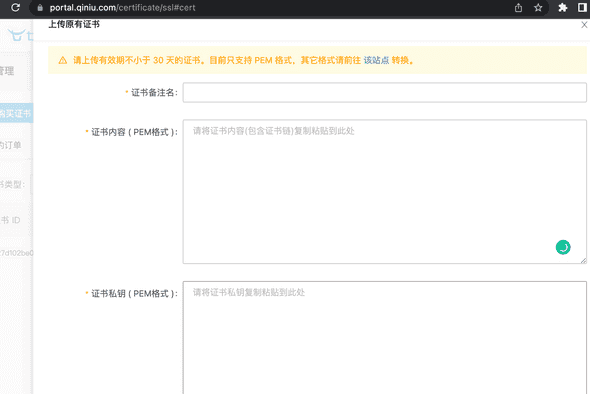 portal.qiniu.com/certificate/ssl#cert
上传原有证书
请上传有效期不小于 30 天的证书。目前只支持 PEM 格式，其它格式请前往 该站点 转换。
管理
* 证书备注名：
购买证书
* 证书内容 ( PEM格式 )：
请将证书内容(包含证书链)复制粘贴到此处
的订单
书类型：
书 ID
7d102be0
* 证书私钥 ( PEM格式 )：
请将证书私钥复制粘贴到此处